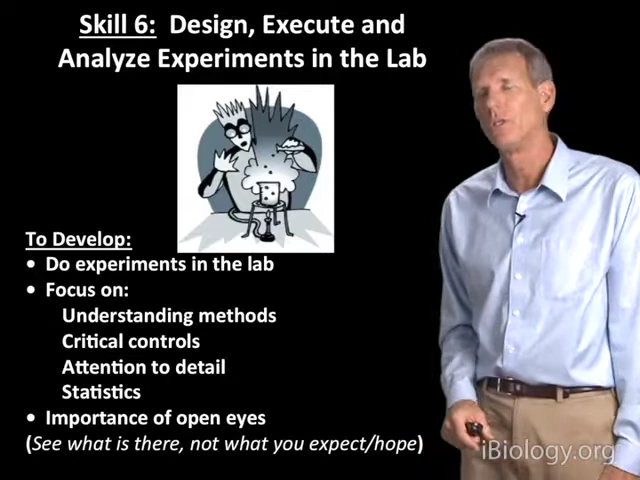 Skill 6: Design, Execute and
Analyze Experiments in the Lab
To Develop:
• Do experiments in the lab
• Focus on:
Understanding methods
Critical controls
Attention to detail
Statistics
• Importance of open eyes
(See what is there, not what you expect/hope)
iBiology.org